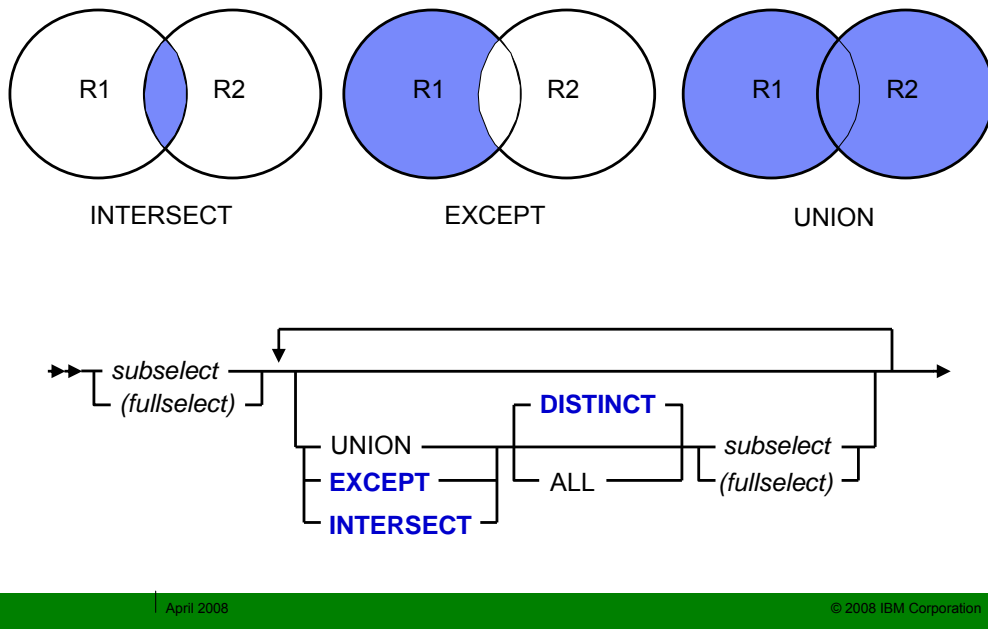 R1 R2
R1 R2
R1 R2
INTERSECT
EXCEPT
UNION
subselect
(fullselect)
DISTINCT
UNION
subselect
EXCEPT
ALL
(fullselect)
INTERSECT
April 2008
© 2008 IBM Corporation